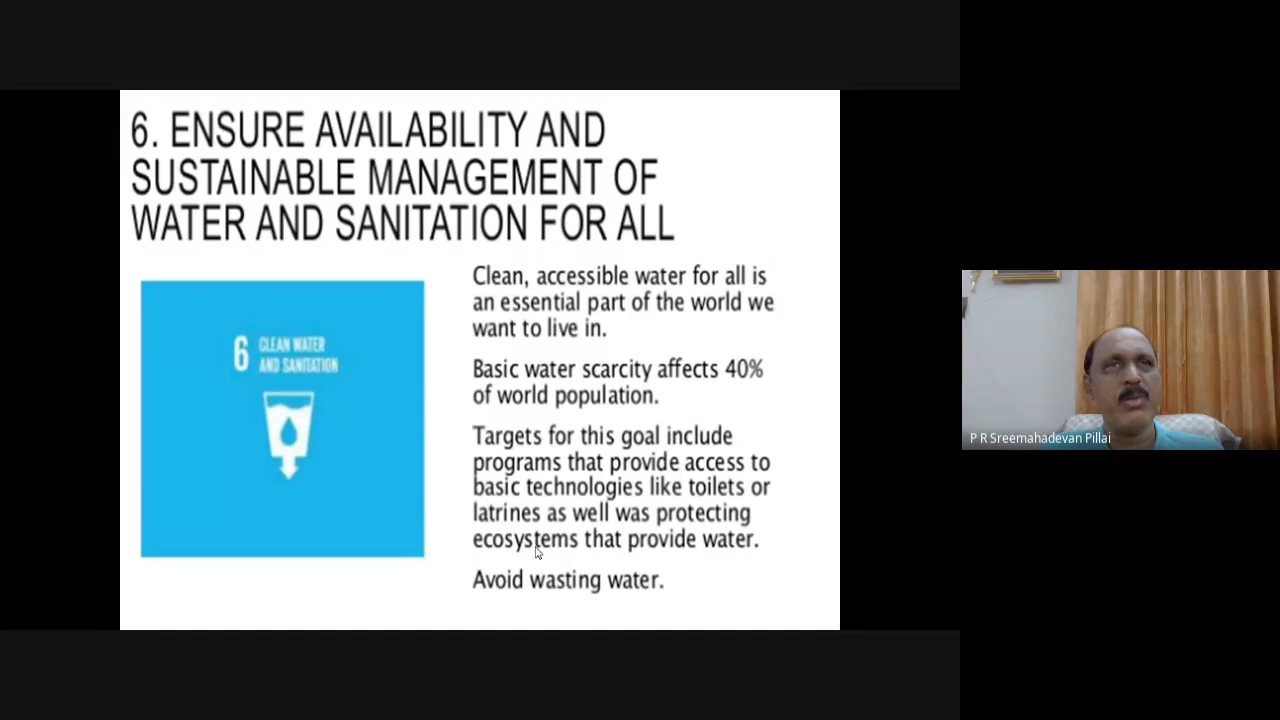 6. ENSURE AVAILABILITY AND
SUSTAINABLE MANAGEMENT OF
WATER AND SANITATION FOR ALL
6 CLEAN WATER
AND SANITATION
Clean, accessible water for all is
an essential part of the world we
want to live in.
Basic water scarcity affects 40%
of world population.
Targets for this goal include
programs that provide access to
basic technologies like toilets or
latrines as well was protecting
ecosystems that provide water.
Avoid wasting water.
P R Sreemahadevan Pillai